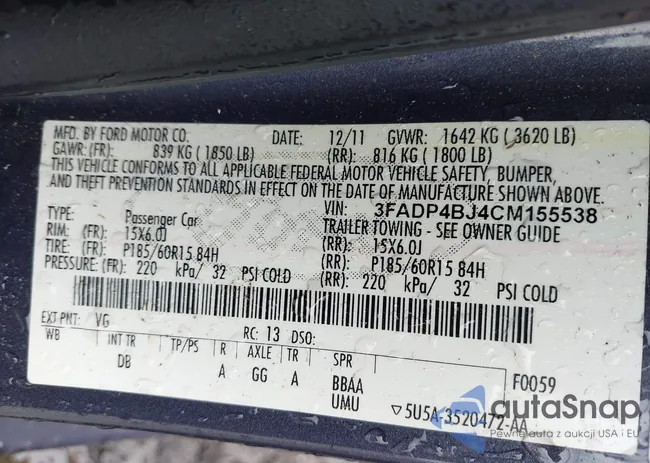 MFD. BY FORD MOTOR CO. DATE: 12/11 GVWR: 1642 KG ( 3620 LB)
GAWR: (FR): 839 KG ( 1850 LB) (RR): 816 KG ( 1800 LB)
THIS VEHICLE CONFORMS TO ALL APPLICABLE FEDERAL MOTOR VEHICLE SAFETY, BUMPER,
AND THEFT PREVENTION STANDARDS IN EFFECT ON THE DATE OF MANUFACTURE SHOWN ABOVE.
VIN: 3FADP4BJ4CM155538
TYPE: Passenger Car TRAILER TOWING - SEE OWNER GUIDE
RIM: (FR): 15X6.0J (RR): 15X6.0J
TIRE: (FR): P185/60R15 84H (RR): P185/60R15 84H
PRESSURE: (FR): 220 kPa/ 32 PSI COLD (RR): 220 kPa/ 32 PSI COLD
EXT PNT: VG RC: 13 DSO:
WB INT TR TP/PS R AXLE TR SPR F0059
DB A GG A BBAA
UMU ▽5U5A-3520472-AA
autoSnap
Pewne auta z aukcji USA i EU